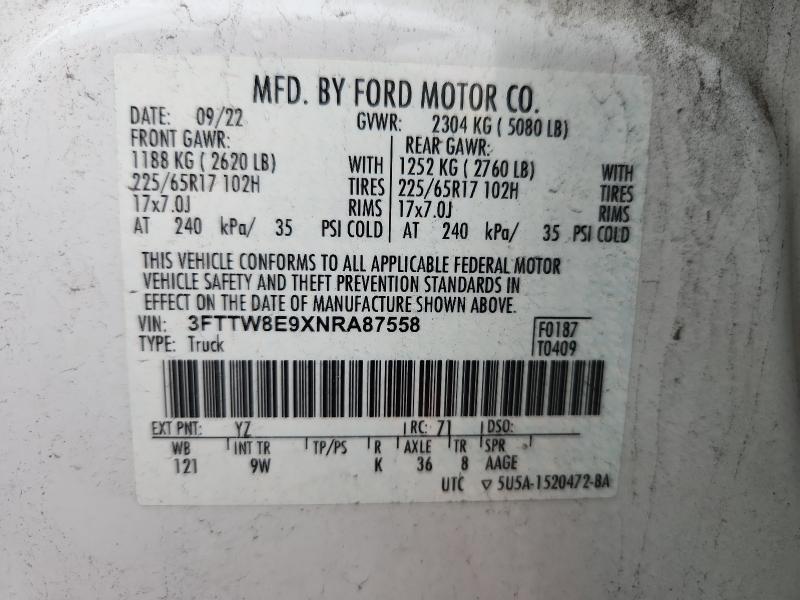 MFD. BY FORD MOTOR CO.
DATE: 09/22 GVWR: 2304 KG ( 5080 LB)
FRONT GAWR: REAR GAWR:
1188 KG ( 2620 LB) WITH 1252 KG ( 2760 LB) WITH
225/65R17 102H TIRES 225/65R17 102H TIRES
17x7.0J RIMS 17x7.0J RIMS
AT 240 kPa/ 35 PSI COLD AT 240 kPa/ 35 PSI COLD
THIS VEHICLE CONFORMS TO ALL APPLICABLE FEDERAL MOTOR
VEHICLE SAFETY AND THEFT PREVENTION STANDARDS IN
EFFECT ON THE DATE OF MANUFACTURE SHOWN ABOVE.
VIN: 3FTTW8E9XNRA87558 F0187
TYPE: Truck T0409
EXT PNT: YZ RC: 71 DSO:
WB INT TR TP/PS R AXLE TR SPR
121 9W K 36 8 AAGE
UTC ▽ 5U5A-1520472-BA